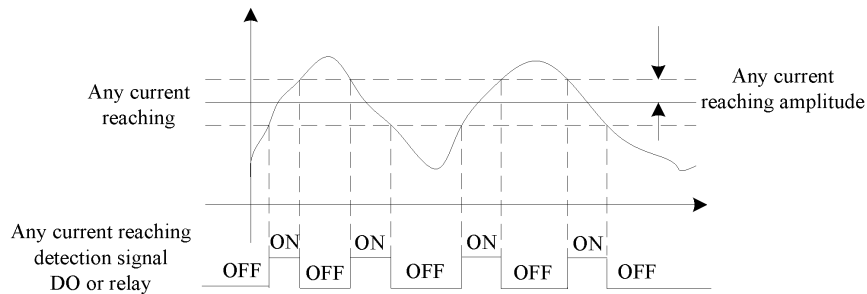 Any current
reaching
Any current
reaching amplitude
Any current reaching
detection signal
DO or relay
ON ON ON ON
OFF OFF OFF OFF OFF